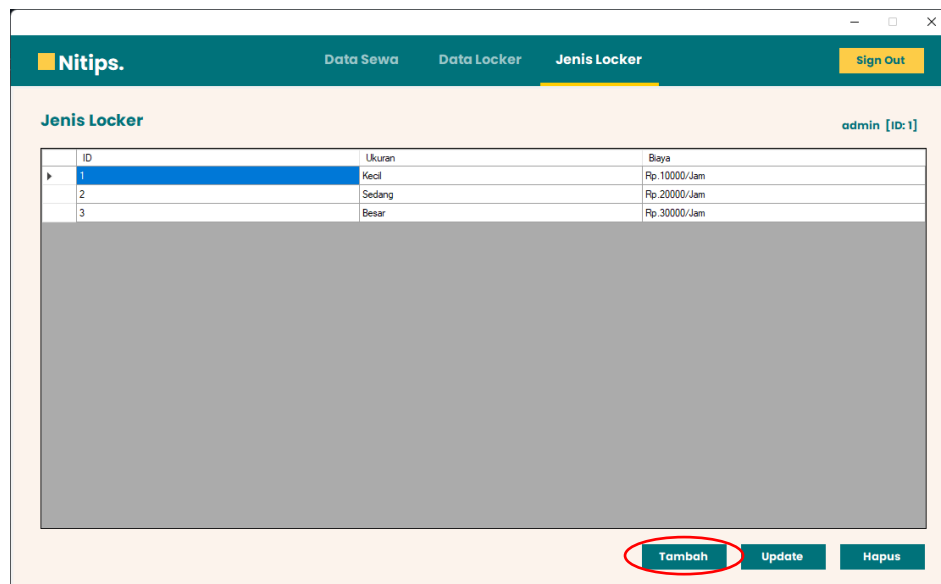 Nitips. Data Sewa Data Locker Jenis Locker Sign Out
Jenis Locker admin [ID: 1]
ID Ukuran Biaya
1 Kecil Rp.10000/Jam
2 Sedang Rp.20000/Jam
3 Besar Rp.30000/Jam
Tambah Update Hapus